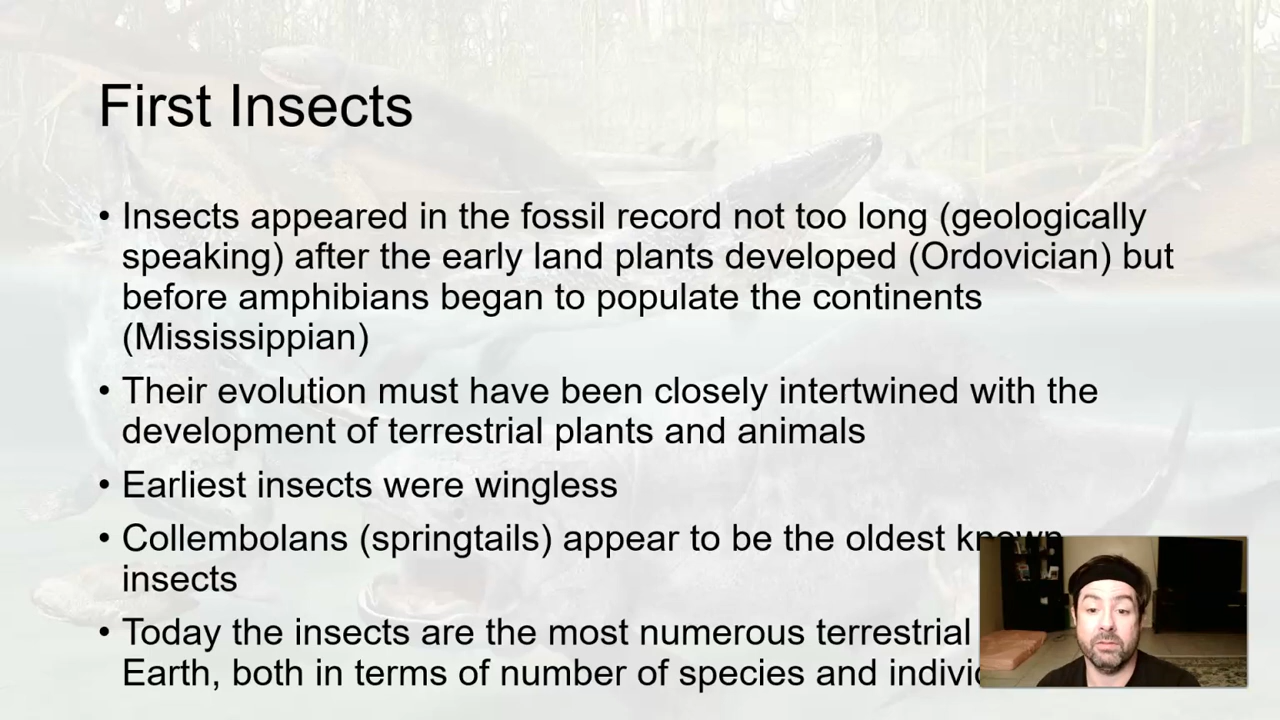 First Insects
• Insects appeared in the fossil record not too long (geologically
speaking) after the early land plants developed (Ordovician) but
before amphibians began to populate the continents
(Mississippian)
• Their evolution must have been closely intertwined with the
development of terrestrial plants and animals
• Earliest insects were wingless
• Collembolans (springtails) appear to be the oldest known
insects
• Today the insects are the most numerous terrestrial
Earth, both in terms of number of species and